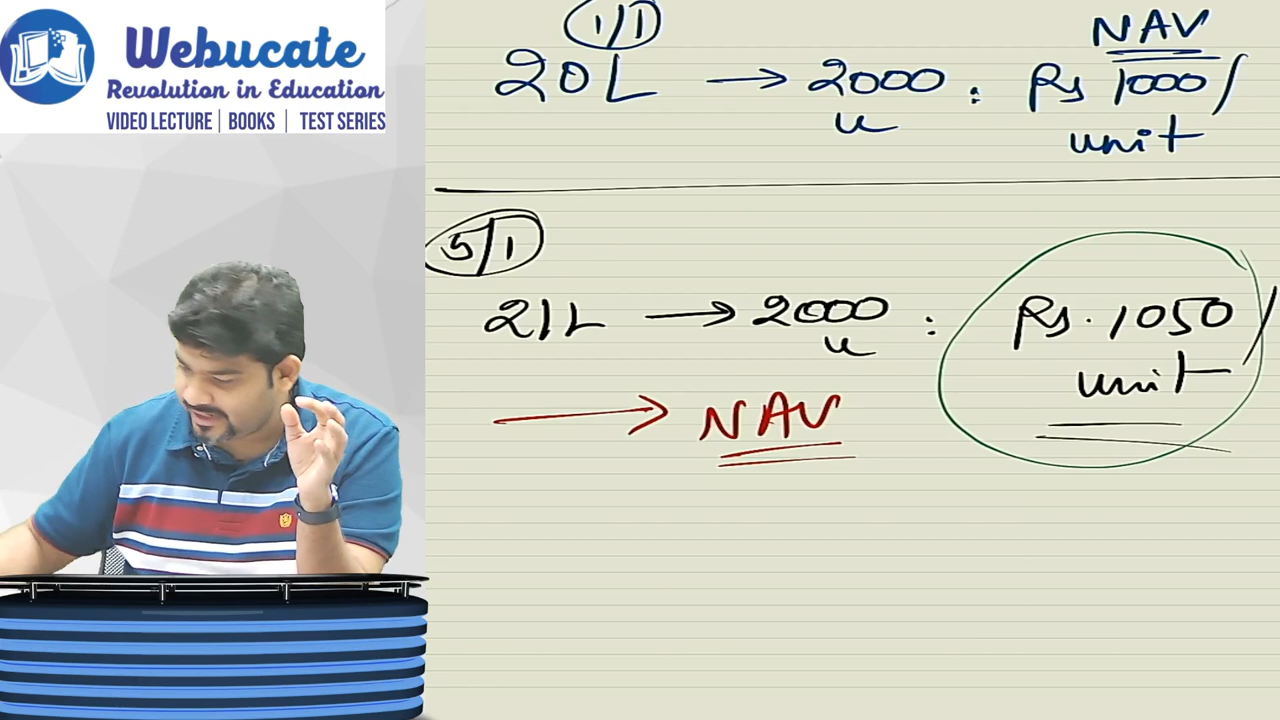 Webucate
Revolution in Education
VIDEO LECTURE | BOOKS | TEST SERIES
1/1
NAV
20L → 2000 u : Rs 1000/ unit
5/1
21L → 2000 u : Rs. 1050/ unit
→ NAV